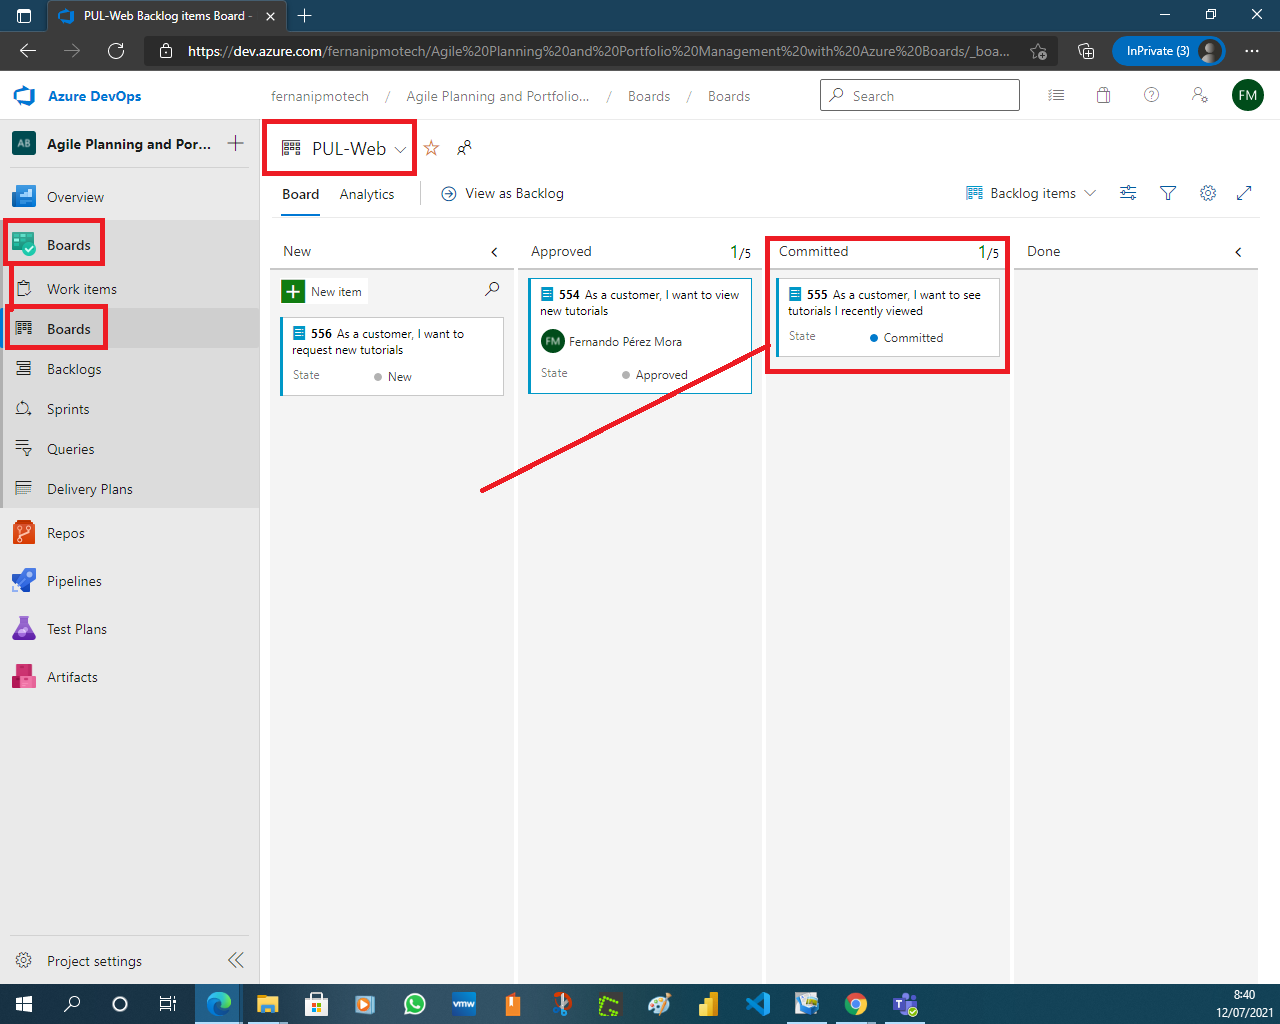 PUL-Web Backlog items Board -
https://dev.azure.com/fernanipmotech/Agile%20Planning%20and%20Portfolio%20Management%20with%20Azure%20Boards/_boa...
InPrivate (3)
Azure DevOps
fernanipmotech / Agile Planning and Portfolio... / Boards / Boards
Search
FM
AB
Agile Planning and Por...
PUL-Web
Overview
Board
Analytics
View as Backlog
Backlog items
Boards
Work items
Boards
Backlogs
Sprints
Queries
Delivery Plans
Repos
Pipelines
Test Plans
Artifacts
Project settings
New
New item
556 As a customer, I want to
request new tutorials
State
New
Approved
1/5
554 As a customer, I want to view
new tutorials
FM
Fernando Pérez Mora
State
Approved
Committed
1/5
555 As a customer, I want to see
tutorials I recently viewed
State
Committed
Done
vmw
8:40
12/07/2021